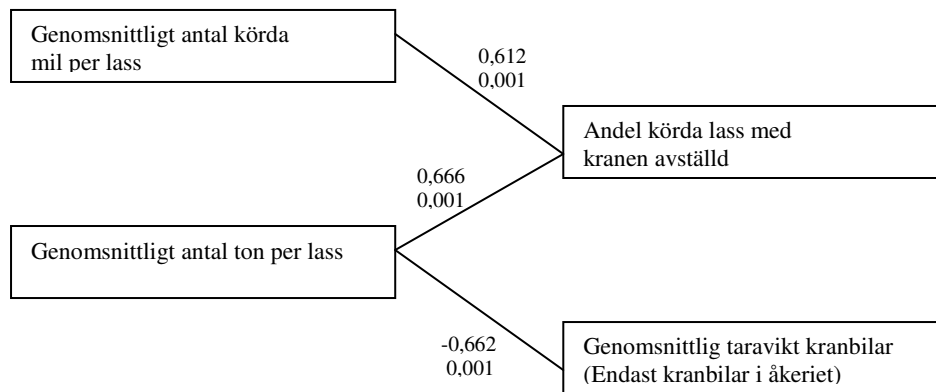 Genomsnittligt antal körda
mil per lass
0,612
0,001
Andel körda lass med
kranen avställd
0,666
0,001
Genomsnittligt antal ton per lass
-0,662
0,001
Genomsnittlig taravikt kranbilar
(Endast kranbilar i åkeriet)